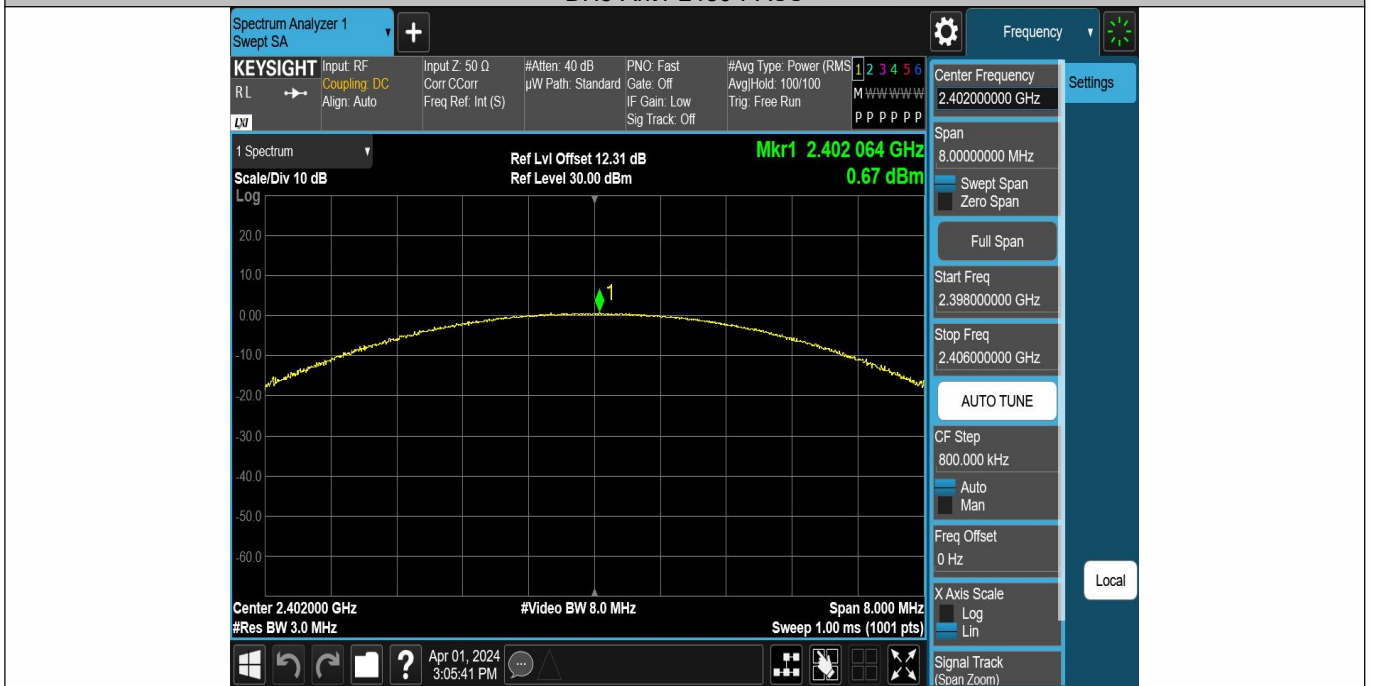 Spectrum Analyzer 1
Swept SA
+
Frequency
KEYSIGHT
RL
LXI
Input: RF
Coupling: DC
Align: Auto
Input Z: 50 Ω
Corr CCorr
Freq Ref: Int (S)
#Atten: 40 dB
µW Path: Standard
PNO: Fast
Gate: Off
IF Gain: Low
Sig Track: Off
#Avg Type: Power (RMS
Avg|Hold: 100/100
Trig: Free Run
1 2 3 4 5 6
M W W W W W
P P P P P P
1 Spectrum
Scale/Div 10 dB
Log
Ref Lvl Offset 12.31 dB
Ref Level 30.00 dBm
Mkr1 2.402 064 GHz
0.67 dBm
20.0
10.0
0.00
-10.0
-20.0
-30.0
-40.0
-50.0
-60.0
1
Center 2.402000 GHz
#Res BW 3.0 MHz
#Video BW 8.0 MHz
Span 8.000 MHz
Sweep 1.00 ms (1001 pts)
Center Frequency
2.402000000 GHz
Settings
Span
8.00000000 MHz
Swept Span
Zero Span
Full Span
Start Freq
2.398000000 GHz
Stop Freq
2.406000000 GHz
AUTO TUNE
CF Step
800.000 kHz
Auto
Man
Freq Offset
0 Hz
X Axis Scale
Log
Lin
Local
Signal Track
(Span Zoom)
?
Apr 01, 2024
3:05:41 PM